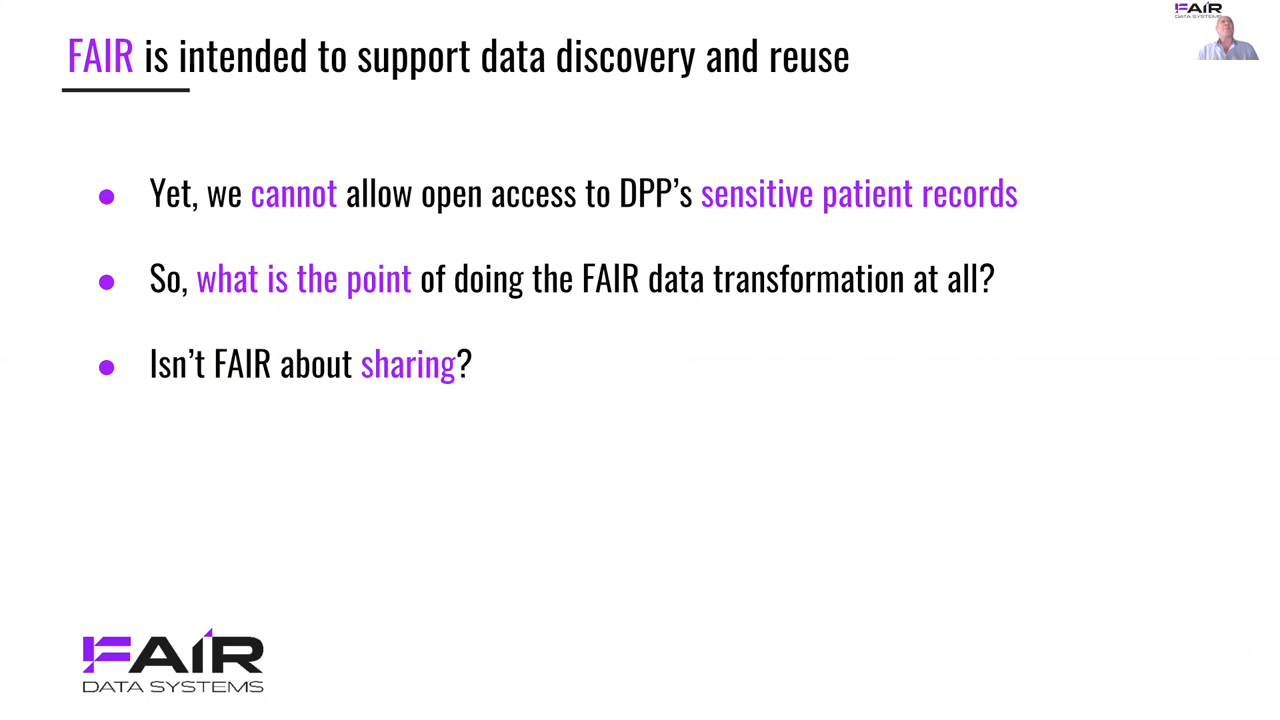 FAIR
DATA SYSTEMS
FAIR is intended to support data discovery and reuse
● Yet, we cannot allow open access to DPP’s sensitive patient records
● So, what is the point of doing the FAIR data transformation at all?
● Isn’t FAIR about sharing?
FAIR
DATA SYSTEMS